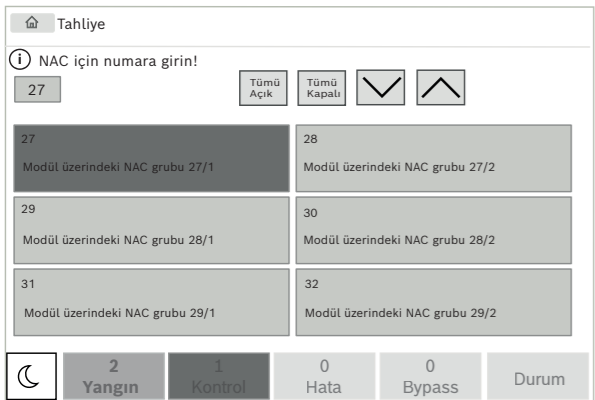 Tahliye
NAC için numara girin!
27
Tümü
Açık
Tümü
Kapalı
27
Modül üzerindeki NAC grubu 27/1
28
Modül üzerindeki NAC grubu 27/2
29
Modül üzerindeki NAC grubu 28/1
30
Modül üzerindeki NAC grubu 28/2
31
Modül üzerindeki NAC grubu 29/1
32
Modül üzerindeki NAC grubu 29/2
2
Yangın
1
Kontrol
0
Hata
0
Bypass
Durum